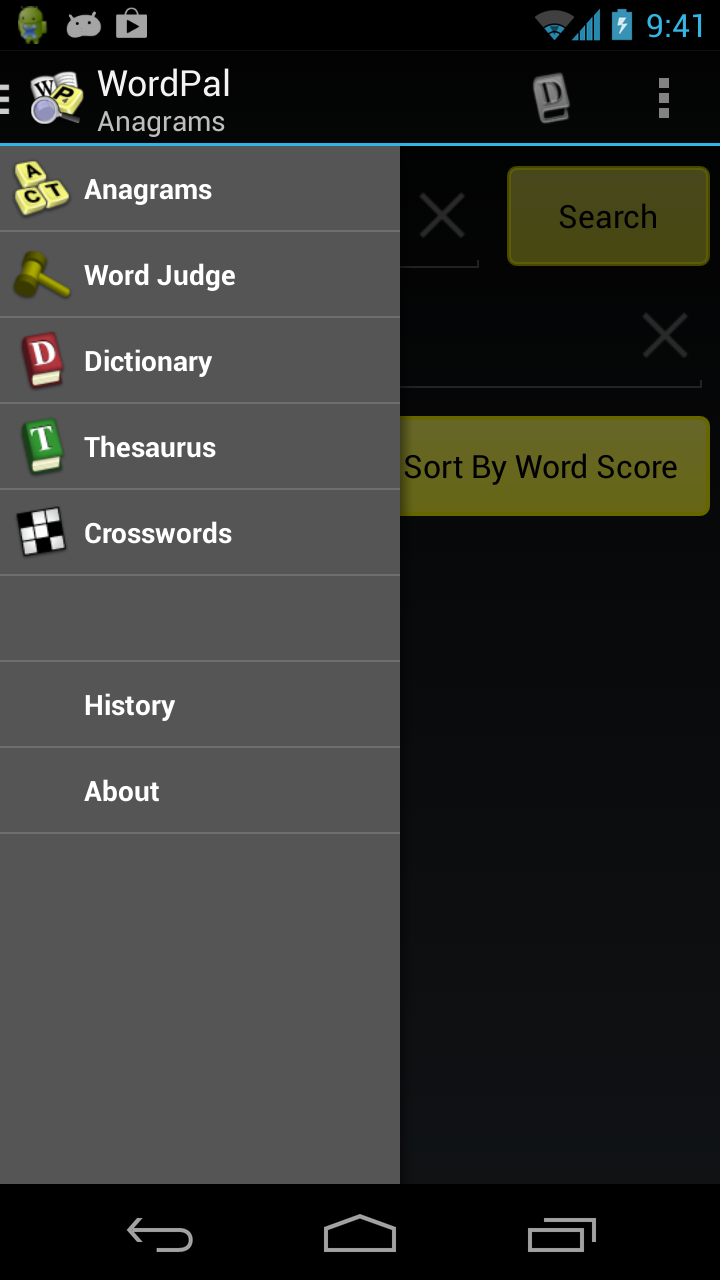 9:41
WordPal
Anagrams
D
W
P
A
C
T
Anagrams
Search
Word Judge
D
Dictionary
T
Thesaurus
Sort By Word Score
Crosswords
History
About